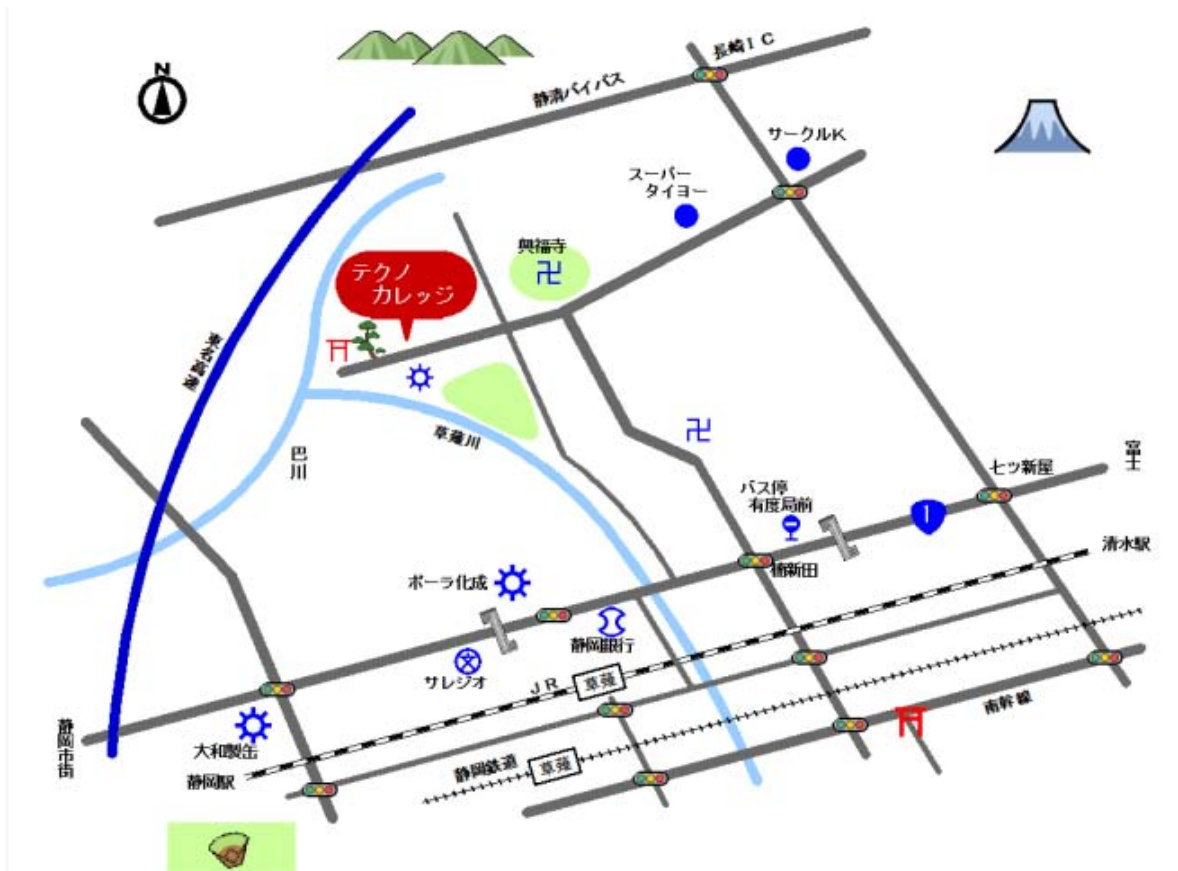 N
長崎IC
静清バイパス
サークルK
スーパー
タイヨー
興福寺
テクノ
カレッジ
東名高速
草薙川
巴川
富士
七ツ新屋
バス停
有度局前
1
清水駅
楠新田
ポーラ化成
静岡銀行
サレジオ
JR
草薙
南幹線
静岡市街
大和製缶
静岡駅
静岡鉄道
草薙